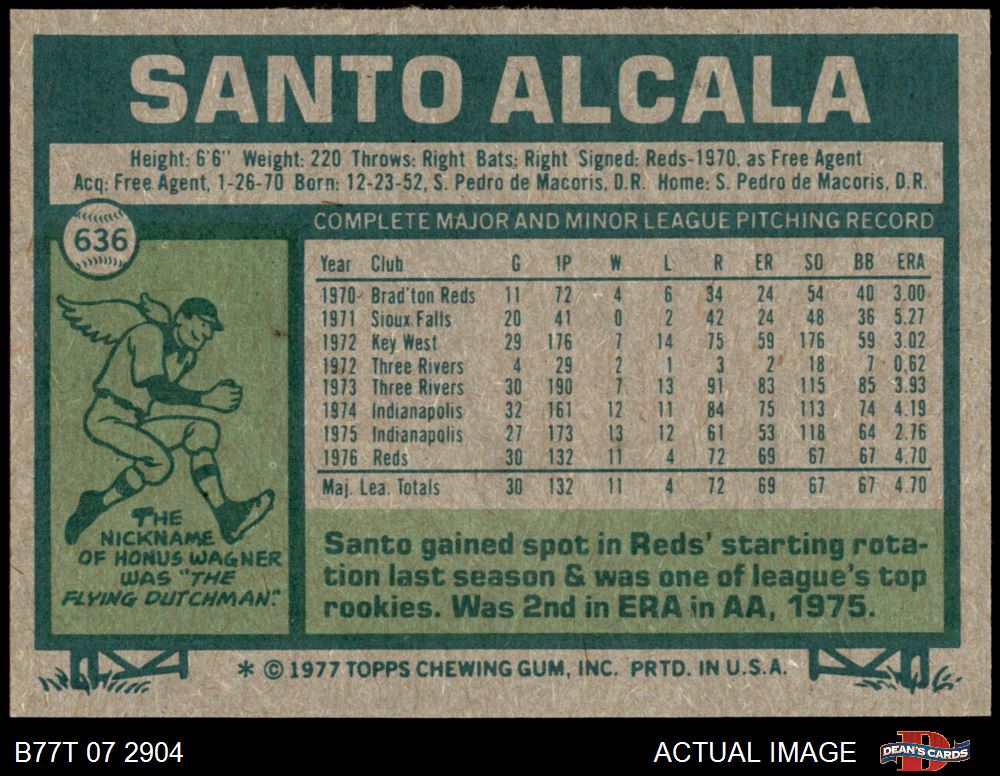 SANTO ALCALA
Height: 6'6" Weight: 220 Throws: Right Bats: Right Signed: Reds-1970, as Free Agent
Acq: Free Agent, 1-26-70 Born: 12-23-52, S. Pedro de Macoris, D.R. Home: S. Pedro de Macoris, D.R.
636
COMPLETE MAJOR AND MINOR LEAGUE PITCHING RECORD
Year Club G IP W L R ER SO BB ERA
1970 Brad'ton Reds 11 72 4 6 34 24 54 40 3.00
1971 Sioux Falls 20 41 0 2 42 24 48 36 5.27
1972 Key West 29 176 7 14 75 59 176 59 3.02
1972 Three Rivers 4 29 2 1 3 2 18 7 0.62
1973 Three Rivers 30 190 7 13 91 83 115 85 3.93
1974 Indianapolis 32 161 12 11 84 75 113 74 4.19
1975 Indianapolis 27 173 13 12 61 53 118 64 2.76
1976 Reds 30 132 11 4 72 69 67 67 4.70
Maj. Lea. Totals 30 132 11 4 72 69 67 67 4.70
THE
NICKNAME
OF HONUS WAGNER
WAS "THE
FLYING DUTCHMAN."
Santo gained spot in Reds' starting rota-
tion last season & was one of league's top
rookies. Was 2nd in ERA in AA, 1975.
* © 1977 TOPPS CHEWING GUM, INC. PRTD. IN U.S.A.
B77T 07 2904
ACTUAL IMAGE
D
DEAN'S CARDS